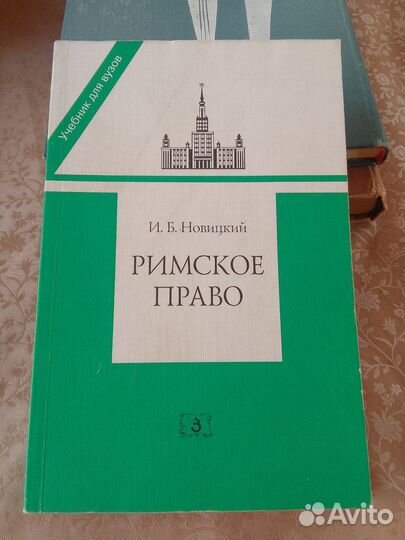 Учебник для вузов
И. Б. Новицкий
РИМСКОЕ
ПРАВО
З
Avito